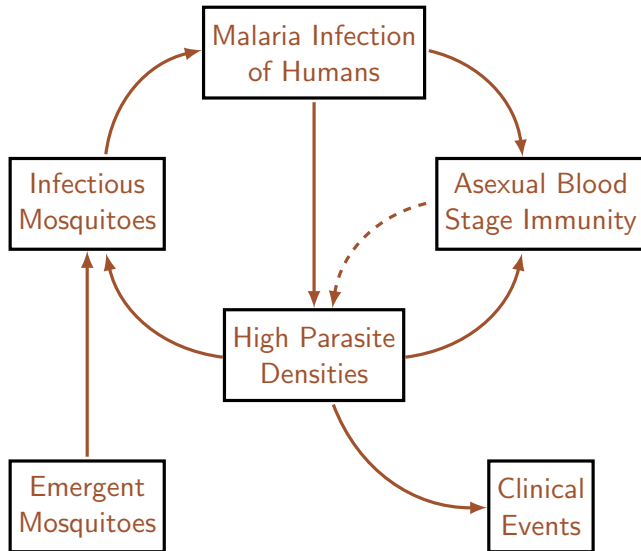 Malaria Infection
of Humans
Infectious
Mosquitoes
Asexual Blood
Stage Immunity
High Parasite
Densities
Emergent
Mosquitoes
Clinical
Events